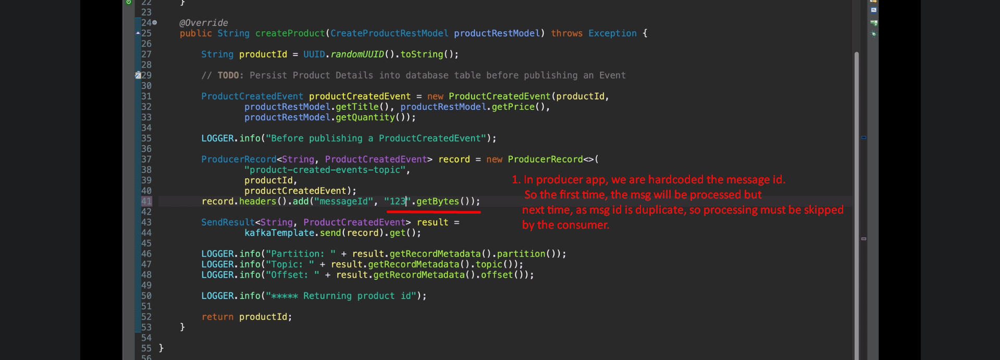 22 }
23
24 @Override
25 public String createProduct(CreateProductRestModel productRestModel) throws Exception {
26
27 String productId = UUID.randomUUID().toString();
28
29 // TODO: Persist Product Details into database table before publishing an Event
30
31 ProductCreatedEvent productCreatedEvent = new ProductCreatedEvent(productId,
32 productRestModel.getTitle(), productRestModel.getPrice(),
33 productRestModel.getQuantity());
34
35 LOGGER.info("Before publishing a ProductCreatedEvent");
36
37 ProducerRecord<String, ProductCreatedEvent> record = new ProducerRecord<>(
38 "product-created-events-topic",
39 productId,
40 productCreatedEvent);
41 record.headers().add("messageId", "123".getBytes());
42
43 SendResult<String, ProductCreatedEvent> result =
44 kafkaTemplate.send(record).get();
45
46 LOGGER.info("Partition: " + result.getRecordMetadata().partition());
47 LOGGER.info("Topic: " + result.getRecordMetadata().topic());
48 LOGGER.info("Offset: " + result.getRecordMetadata().offset());
49
50 LOGGER.info("***** Returning product id");
51
52 return productId;
53 }
54
55 }
56
1. In producer app, we are hardcoded the message id.
So the first time, the msg will be processed but
next time, as msg id is duplicate, so processing must be skipped
by the consumer.